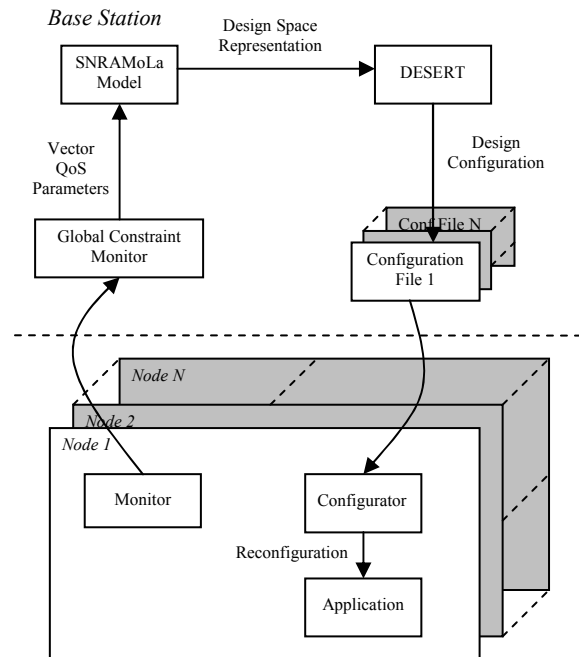 Base Station
Design Space
Representation
SNRAMoLa
Model
DESERT
Vector
QoS
Parameters
Design
Configuration
Global Constraint
Monitor
Conf File N
Configuration
File 1
Node N
Node 2
Node 1
Monitor
Configurator
Reconfiguration
Application